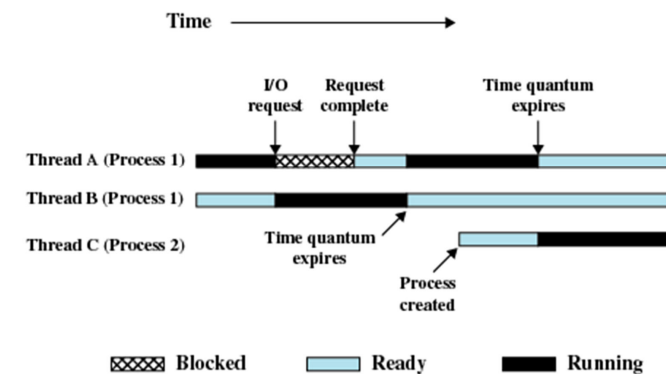 Time
I/O
request
Request
complete
Time quantum
expires
Thread A (Process 1)
Thread B (Process 1)
Time quantum
expires
Thread C (Process 2)
Process
created
Blocked
Ready
Running